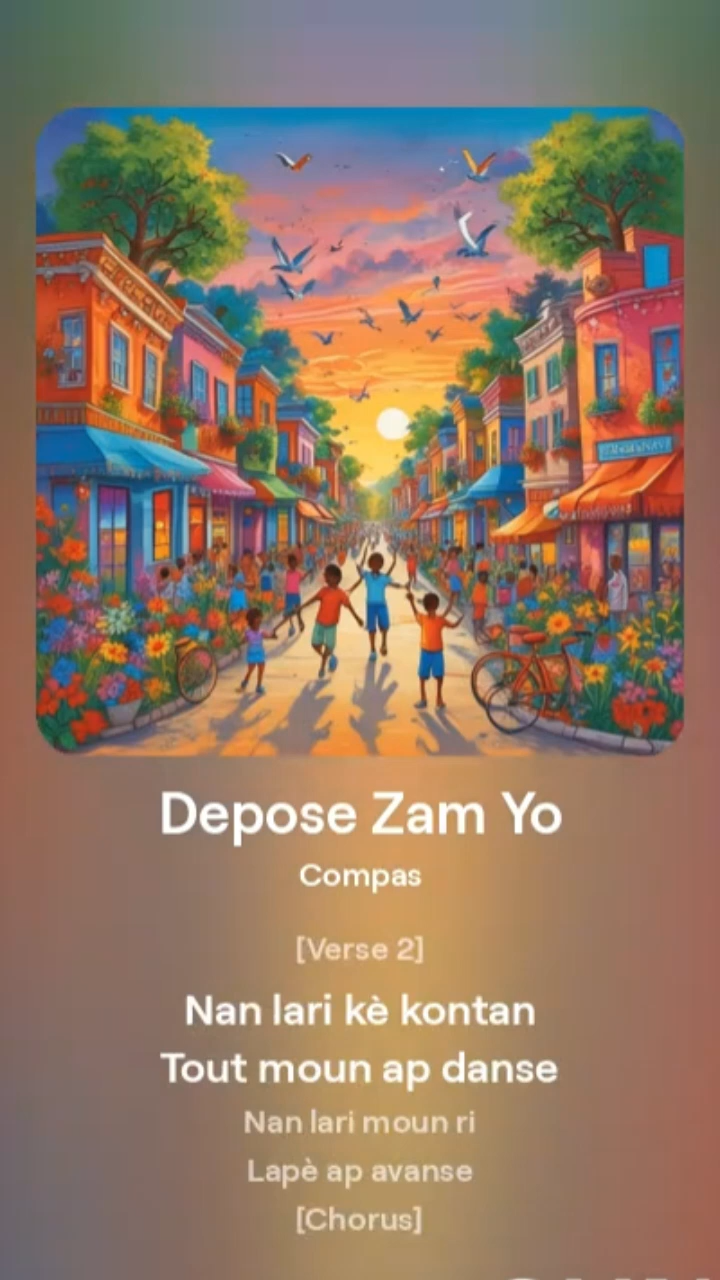 Depose Zam Yo
Compas
[Verse 2]
Nan lari kè kontan
Tout moun ap danse
Nan lari moun ri
Lapè ap avanse
[Chorus]